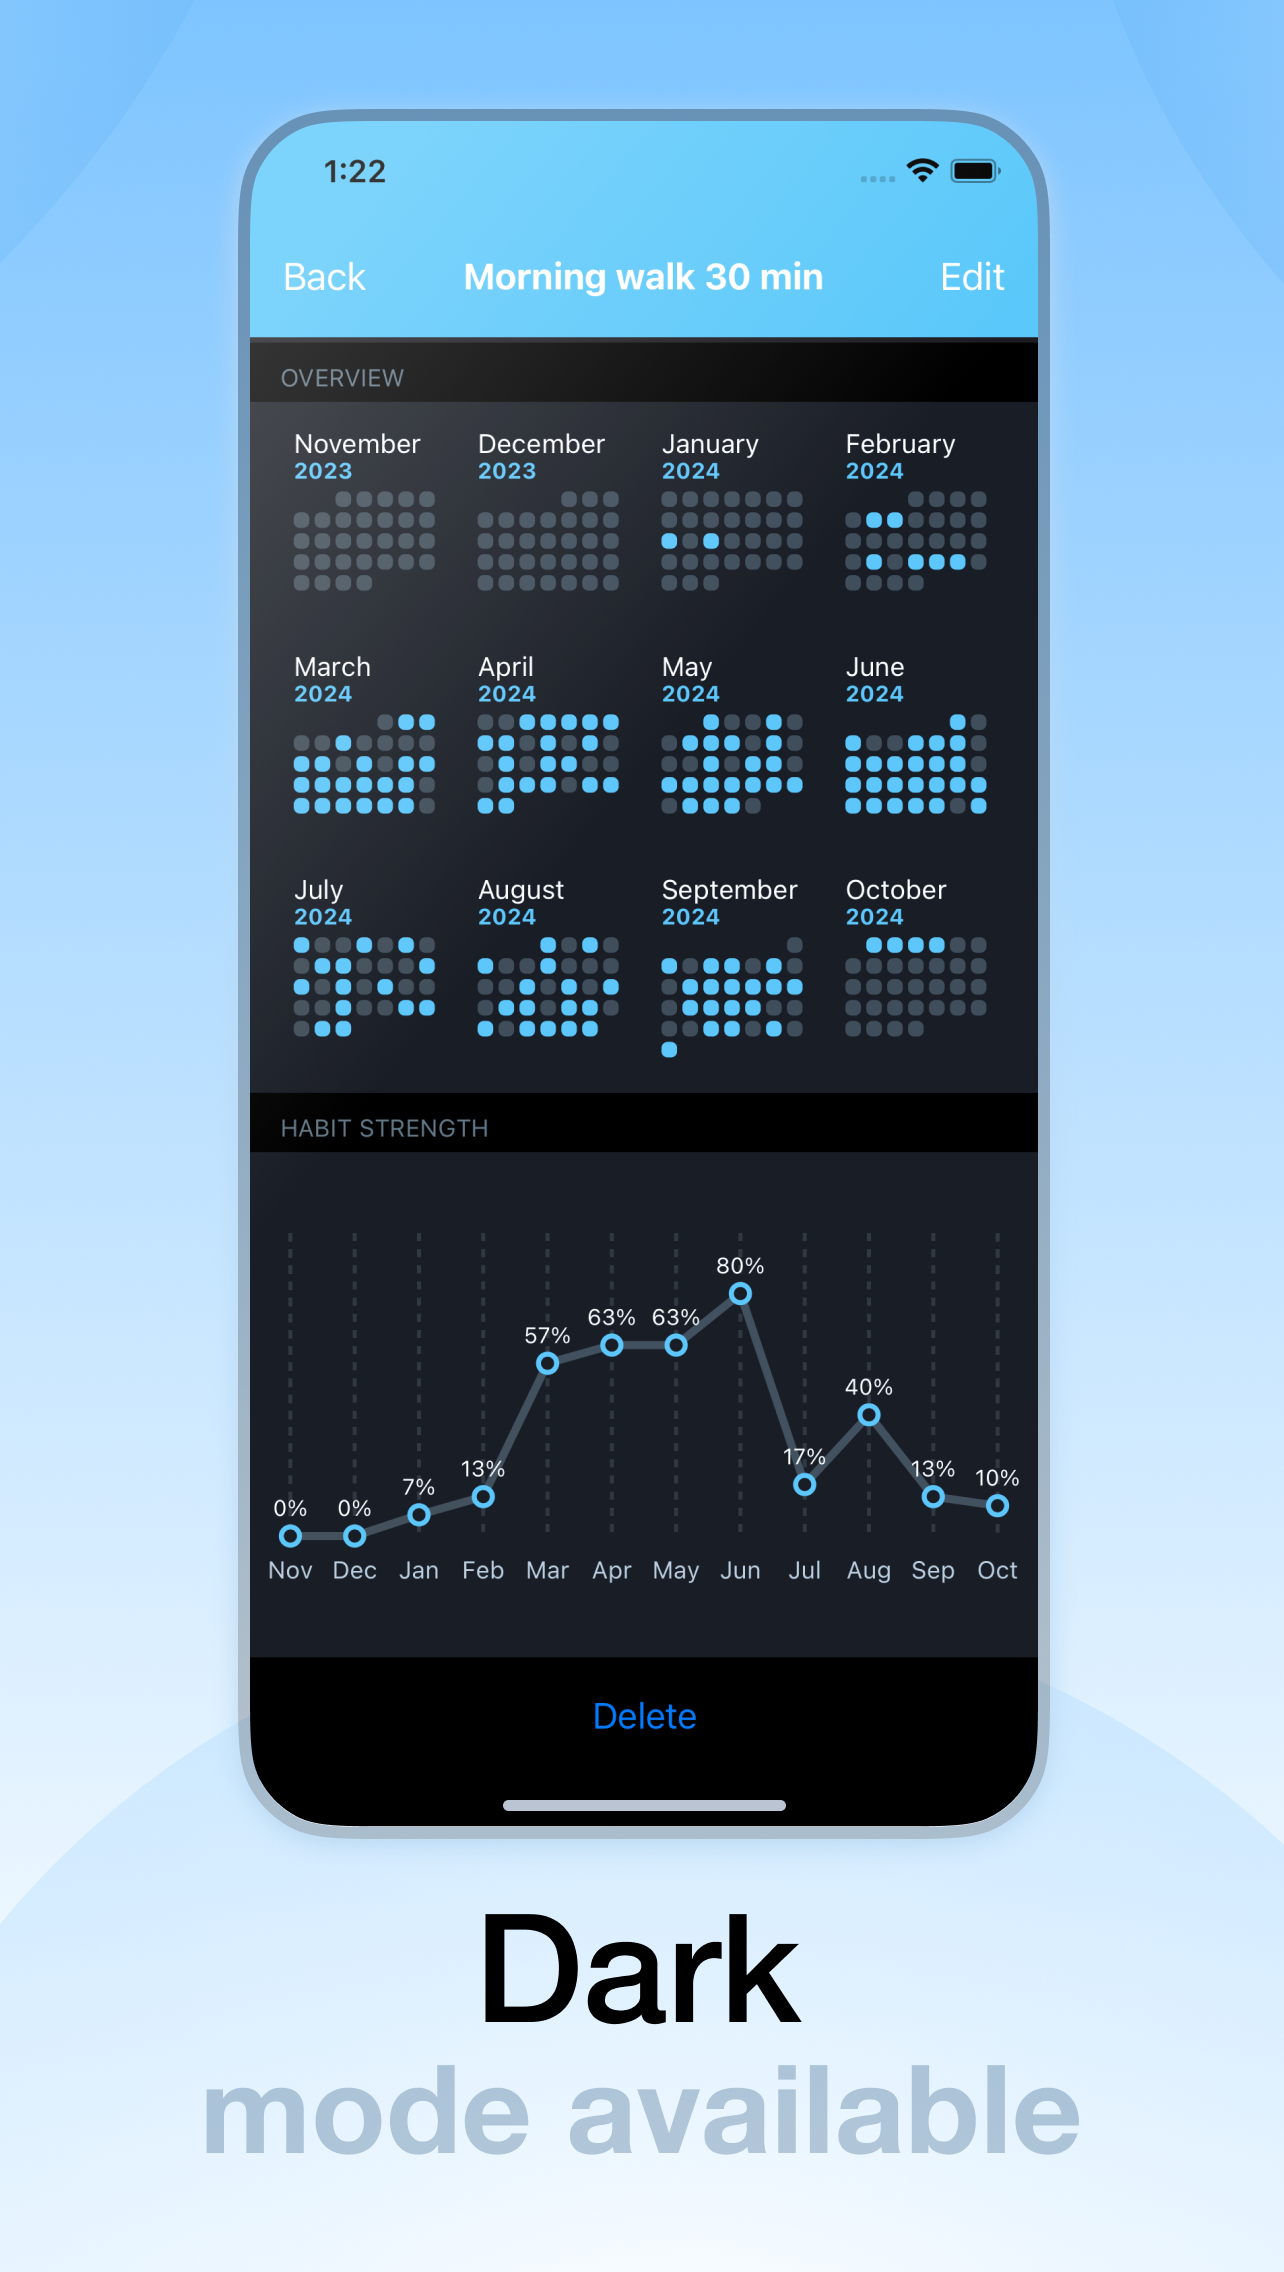 1:22
Back Morning walk 30 min Edit
OVERVIEW
November December January February
2023 2023 2024 2024
March April May June
2024 2024 2024 2024
July August September October
2024 2024 2024 2024
HABIT STRENGTH
80%
63% 63%
57%
40%
17%
13% 13%
10%
7%
0% 0%
Nov Dec Jan Feb Mar Apr May Jun Jul Aug Sep Oct
Delete
Dark
mode available